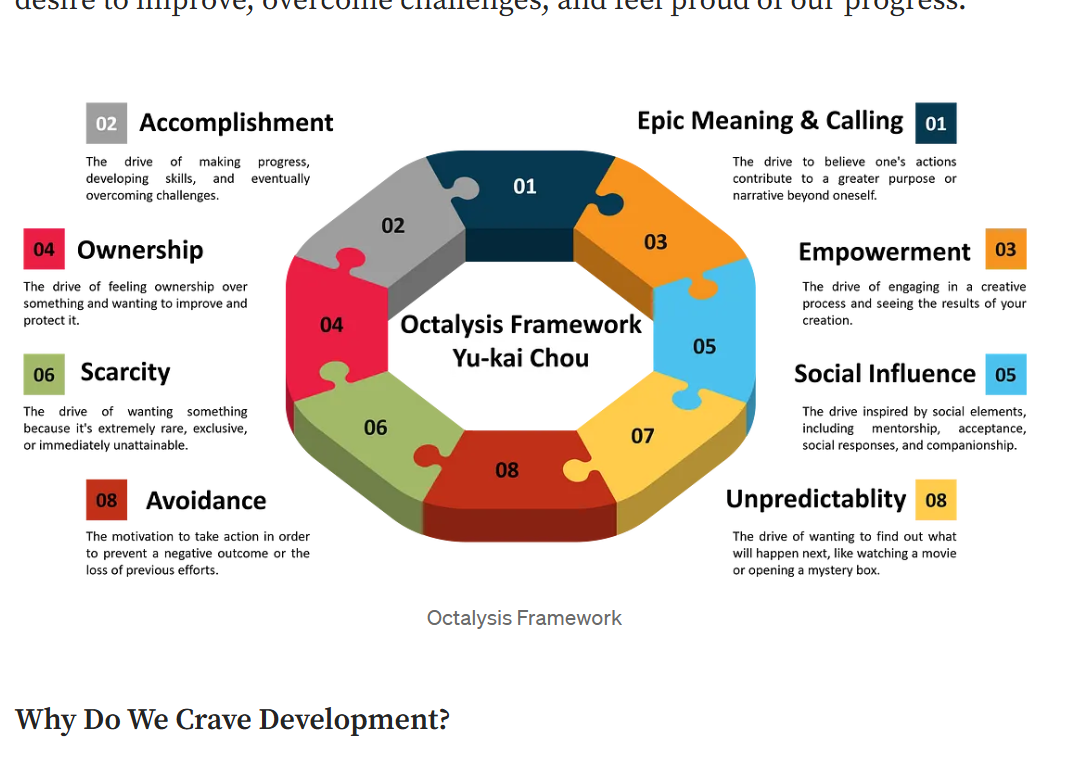 desire to improve, overcome challenges, and feel proud of our progress.
02 Accomplishment
The drive of making progress,
developing skills, and eventually
overcoming challenges.
Epic Meaning & Calling 01
The drive to believe one's actions
contribute to a greater purpose or
narrative beyond oneself.
04 Ownership
The drive of feeling ownership over
something and wanting to improve and
protect it.
Empowerment 03
The drive of engaging in a creative
process and seeing the results of your
creation.
06 Scarcity
The drive of wanting something
because it's extremely rare, exclusive,
or immediately unattainable.
Social Influence 05
The drive inspired by social elements,
including mentorship, acceptance,
social responses, and companionship.
08 Avoidance
The motivation to take action in order
to prevent a negative outcome or the
loss of previous efforts.
Unpredictablity 08
The drive of wanting to find out what
will happen next, like watching a movie
or opening a mystery box.
01
02
03
04
05
06
07
08
Octalysis Framework
Yu-kai Chou
Octalysis Framework
Why Do We Crave Development?